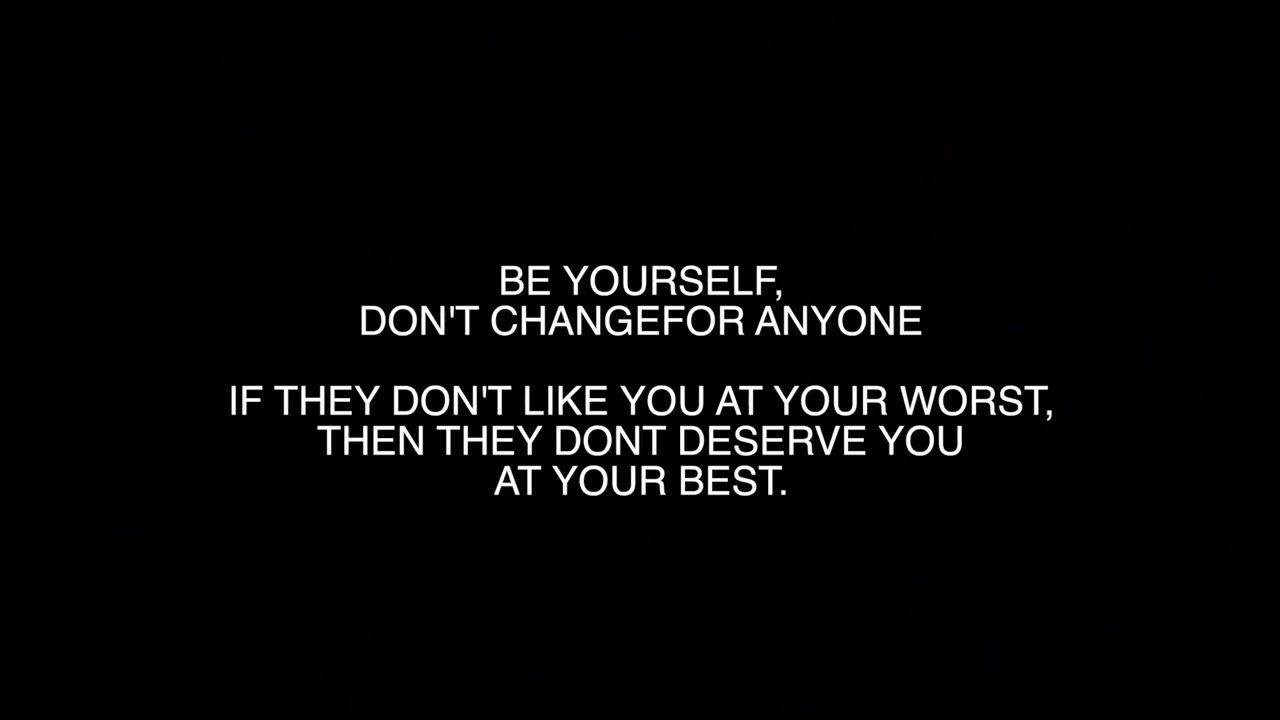 BE YOURSELF,
DON'T CHANGEFOR ANYONE
IF THEY DON'T LIKE YOU AT YOUR WORST,
THEN THEY DONT DESERVE YOU
AT YOUR BEST.